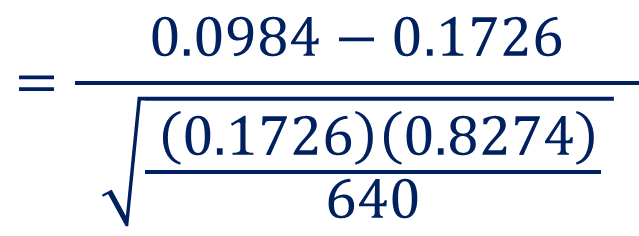 = 0.0984 − 0.1726
√ (0.1726)(0.8274)
640